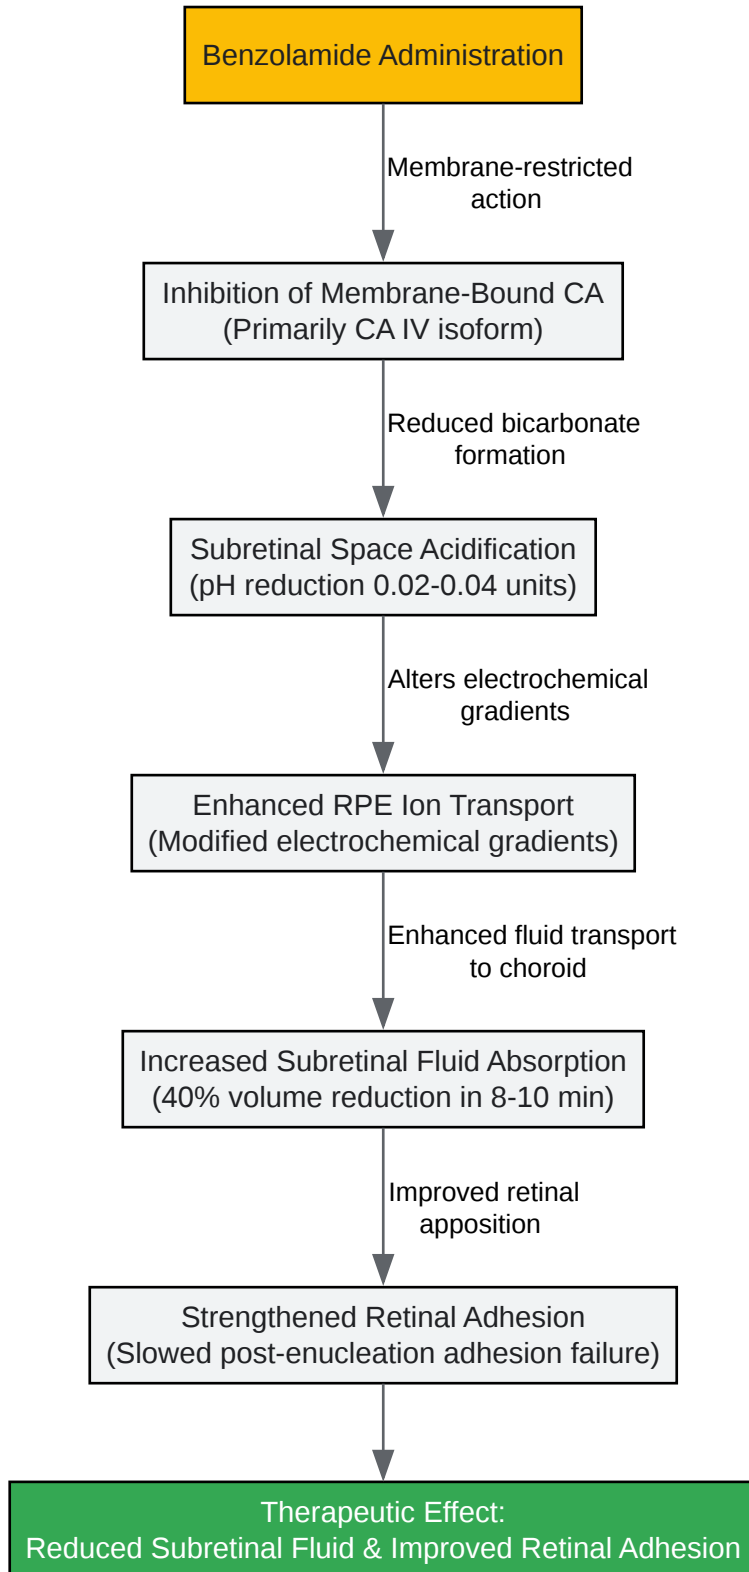 Benzolamide Administration
Membrane-restricted
action
Inhibition of Membrane-Bound CA
(Primarily CA IV isoform)
Reduced bicarbonate
formation
Subretinal Space Acidification
(pH reduction 0.02-0.04 units)
Alters electrochemical
gradients
Enhanced RPE Ion Transport
(Modified electrochemical gradients)
Enhanced fluid transport
to choroid
Increased Subretinal Fluid Absorption
(40% volume reduction in 8-10 min)
Improved retinal
apposition
Strengthened Retinal Adhesion
(Slowed post-enucleation adhesion failure)
Therapeutic Effect:
Reduced Subretinal Fluid & Improved Retinal Adhesion